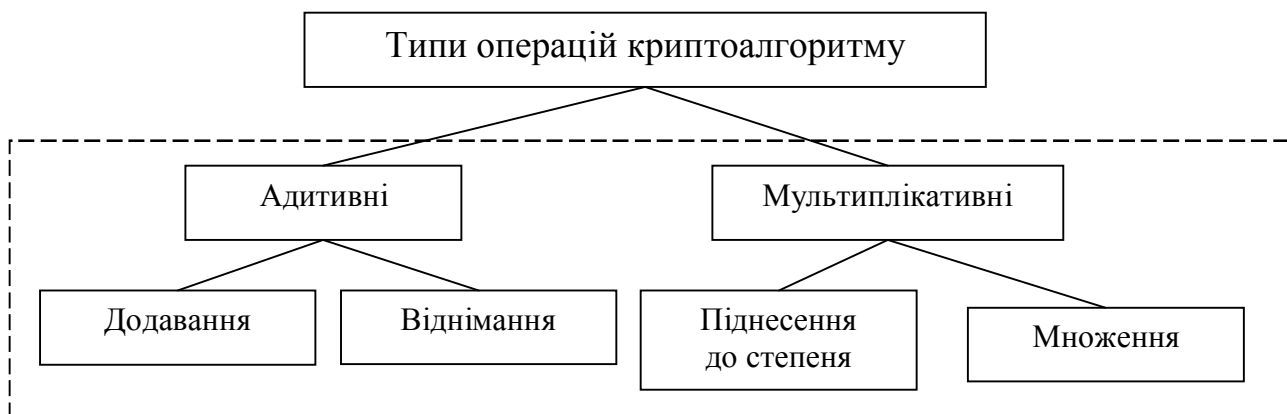 Типи операцій криптоалгоритму
Адитивні
Мультиплікативні
Додавання
Віднімання
Піднесення
до степеня
Множення